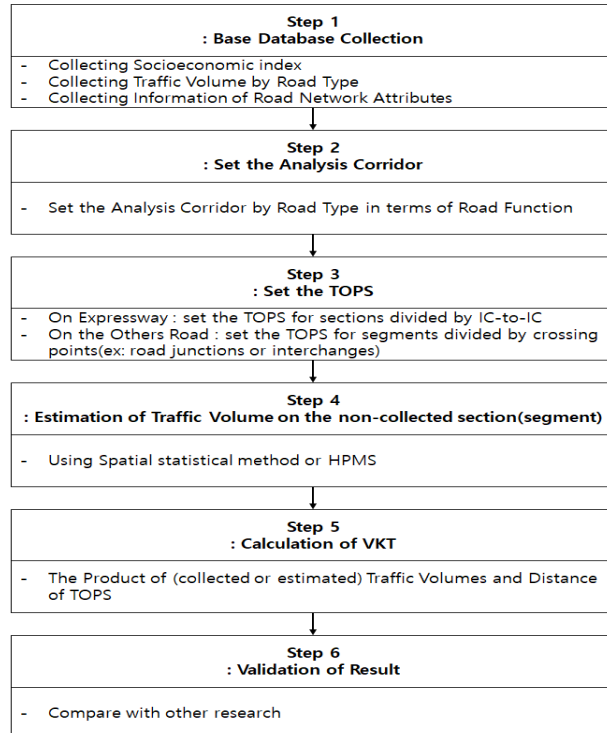 Step 1
: Base Database Collection
- Collecting Socioeconomic index
- Collecting Traffic Volume by Road Type
- Collecting Information of Road Network Attributes
Step 2
: Set the Analysis Corridor
- Set the Analysis Corridor by Road Type in terms of Road Function
Step 3
: Set the TOPS
- On Expressway : set the TOPS for sections divided by IC-to-IC
- On the Others Road : set the TOPS for segments divided by crossing
points(ex: road junctions or interchanges)
Step 4
: Estimation of Traffic Volume on the non-collected section(segment)
- Using Spatial statistical method or HPMS
Step 5
: Calculation of VKT
- The Product of (collected or estimated) Traffic Volumes and Distance
of TOPS
Step 6
: Validation of Result
- Compare with other research